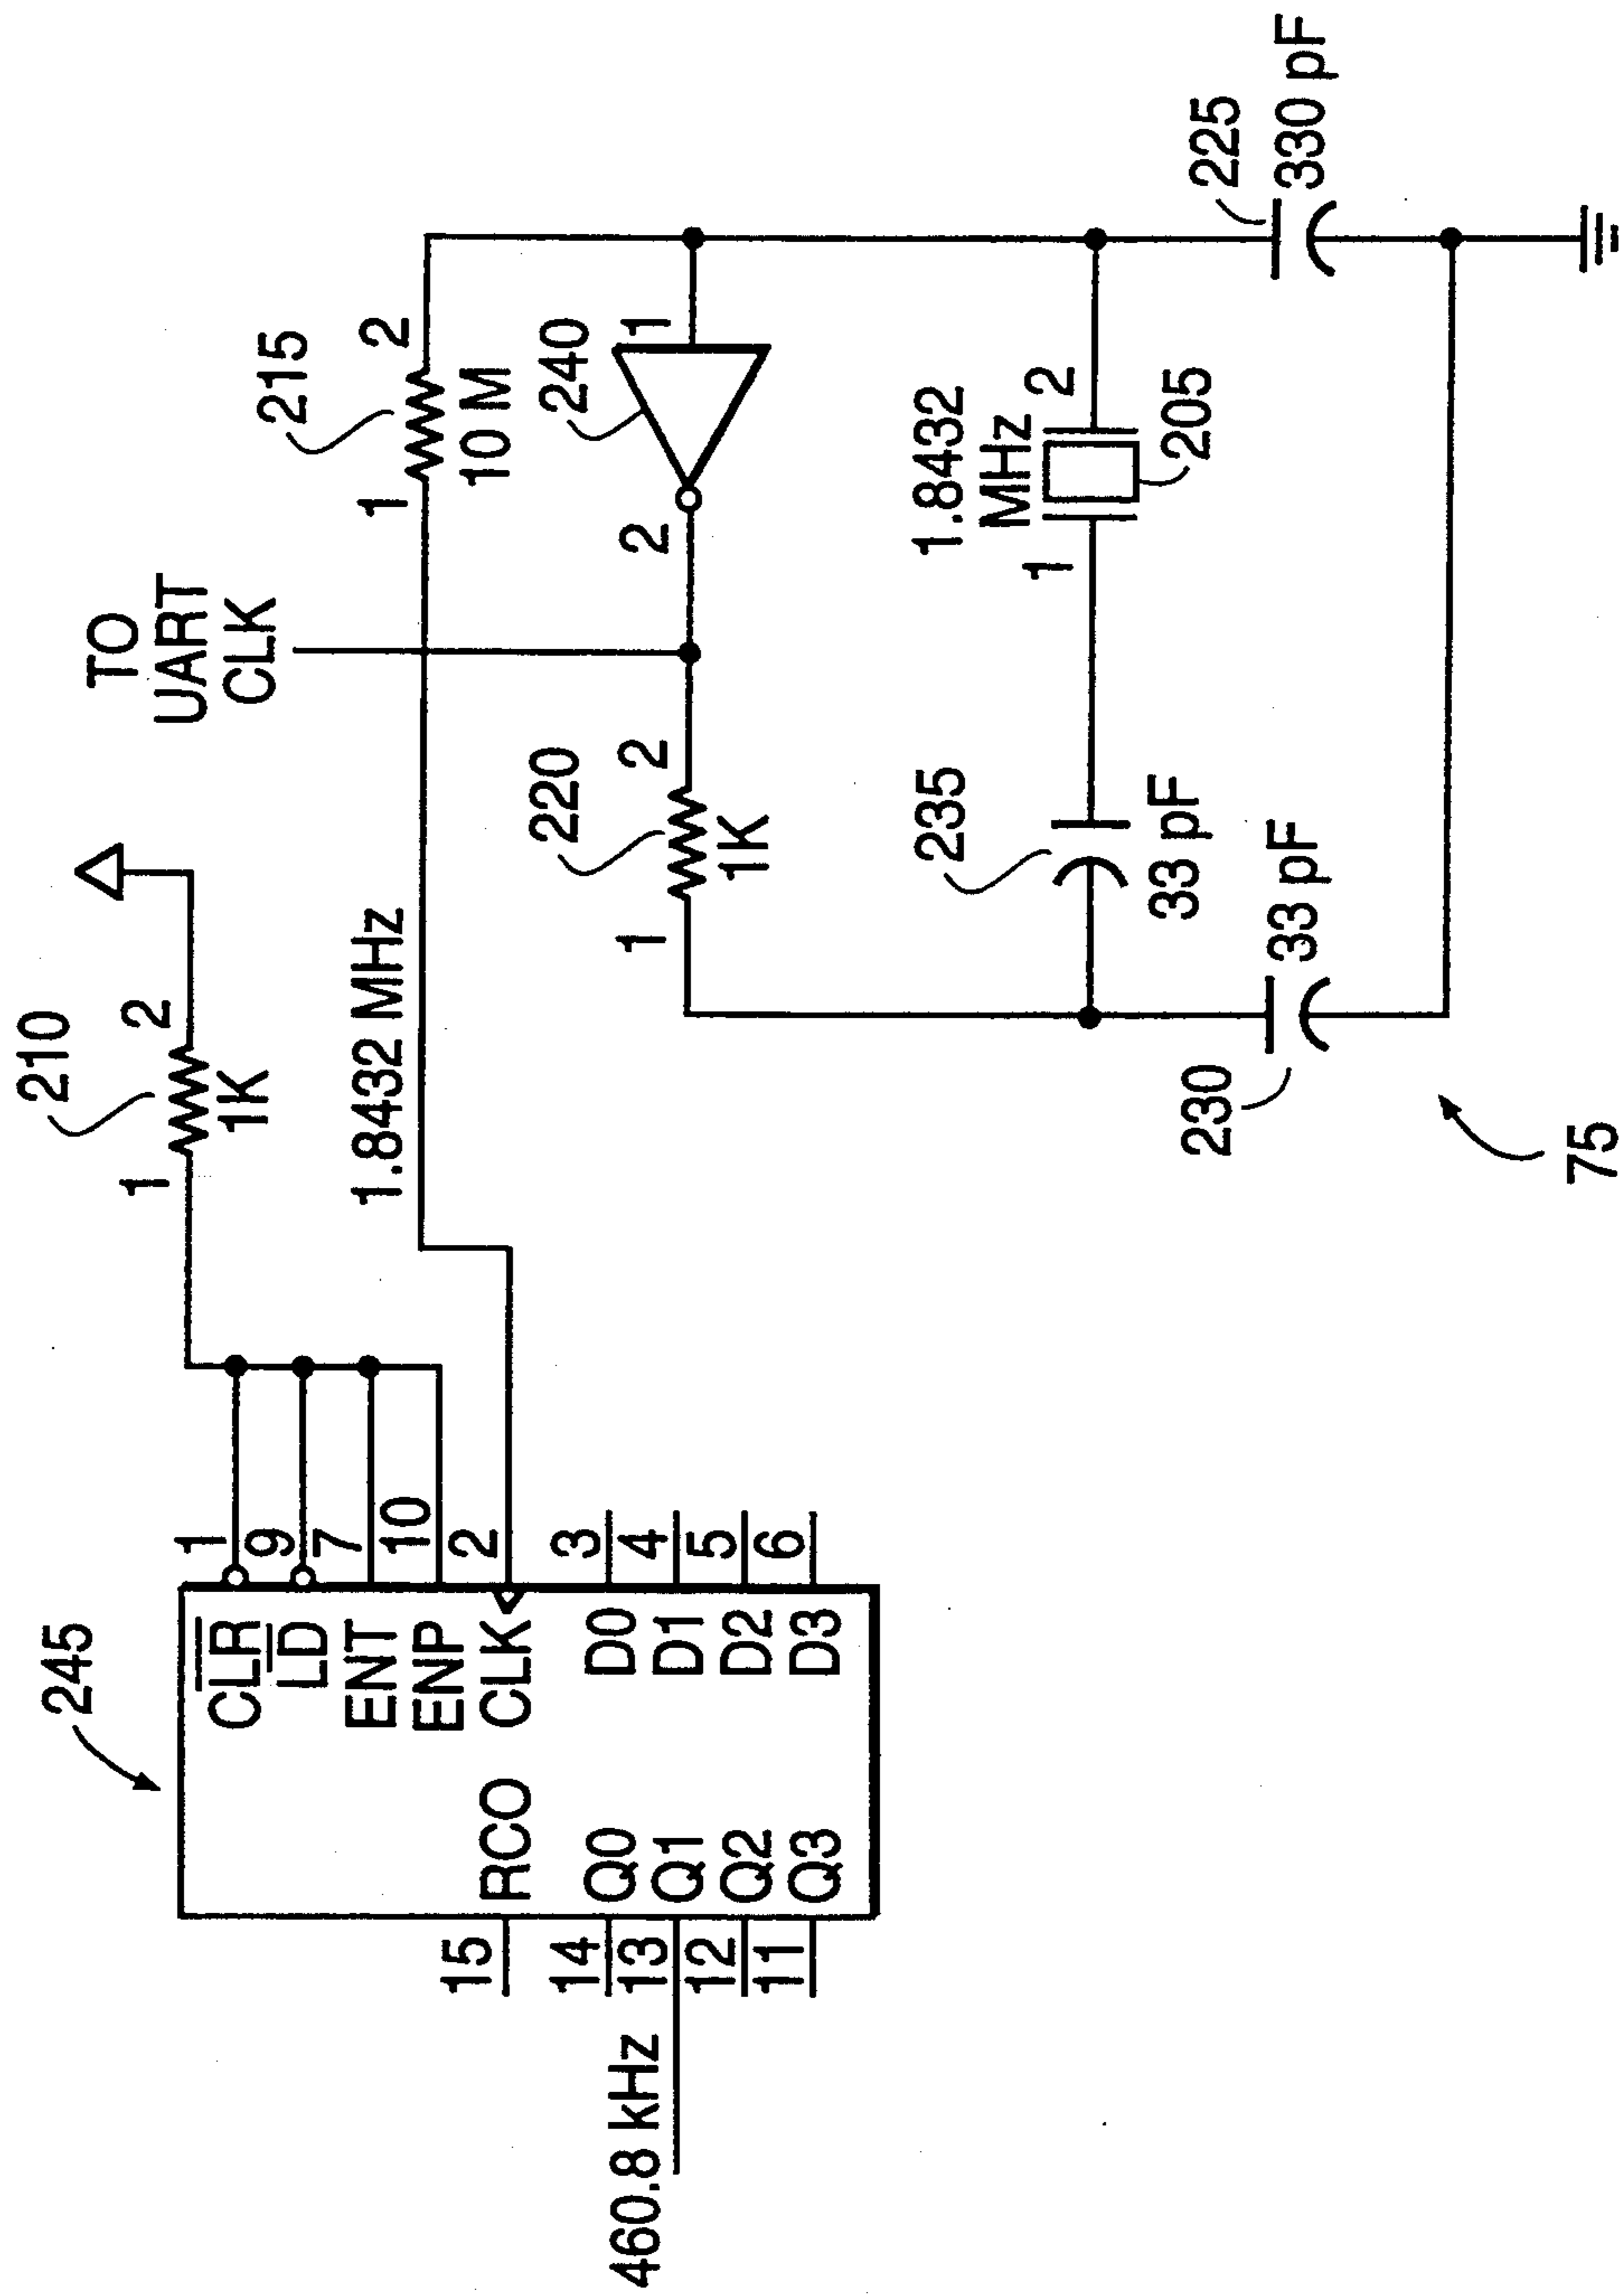 245
210
TO
UART
CLK
1
2
1K
215
1
2
10 M
1.8432 MHz
CLR
LD
ENT
ENP
RCO CLK
Q0 D0
Q1 D1
Q2 D2
Q3 D3
1
9
7
10
2
3
4
5
6
15
14
13
12
11
460.8 kHz
220
1
2
1K
240
2
1
235
33 pF
1.8432
MHz
1
2
205
230
33 pF
225
330 pF
75